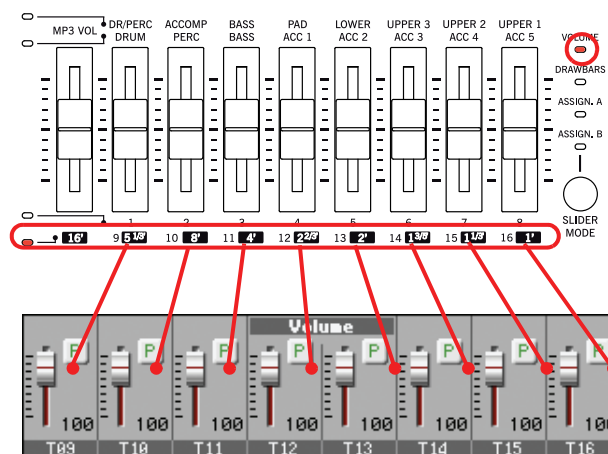 MP3 VOL DR/PERC ACCOMP BASS PAD LOWER UPPER 3 UPPER 2 UPPER 1 VOLUME
DRUM PERC BASS ACC 1 ACC 2 ACC 3 ACC 4 ACC 5
DRAWBARS
ASSIGN. A
ASSIGN. B
SLIDER
MODE
1 2 3 4 5 6 7 8
16' 9 5 1/3' 10 8' 11 4' 12 2 2/3' 13 2' 14 1 3/5' 15 1 1/3' 16 1'
Volume
P P P P P P P P
100 100 100 100 100 100 100 100
T09 T10 T11 T12 T13 T14 T15 T16